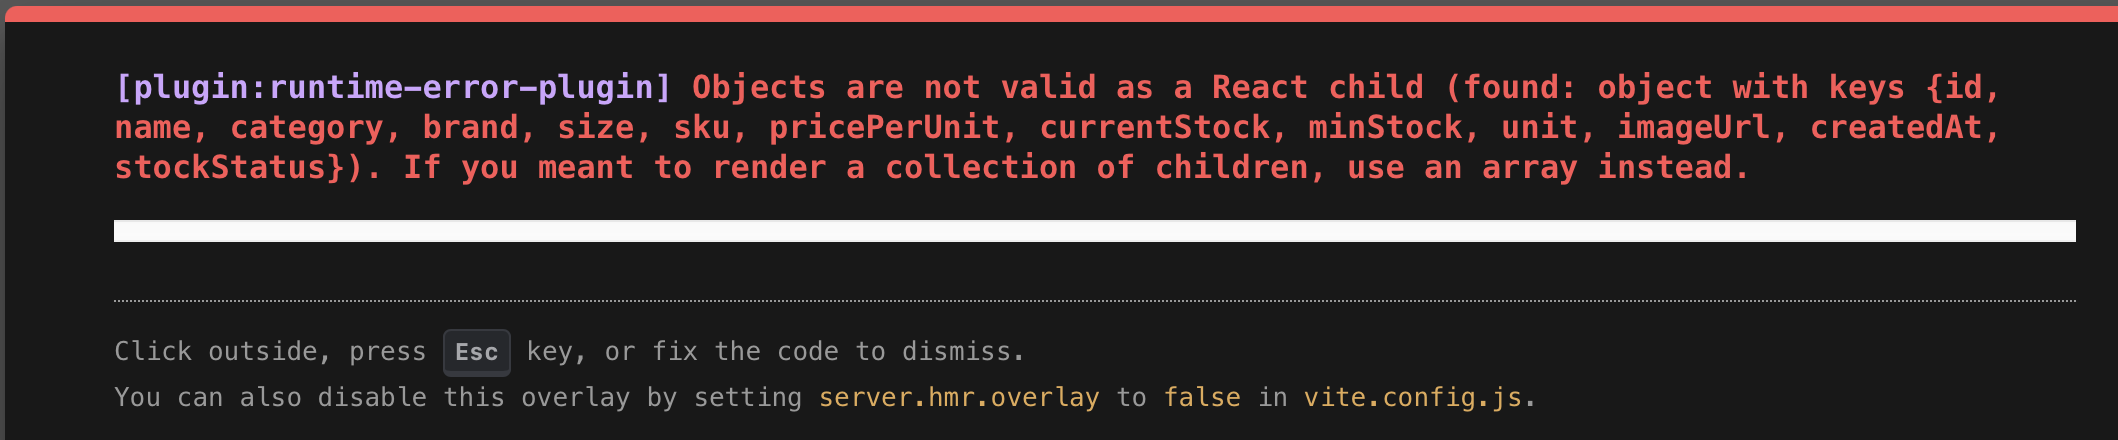 [plugin:runtime-error-plugin] Objects are not valid as a React child (found: object with keys {id,
name, category, brand, size, sku, pricePerUnit, currentStock, minStock, unit, imageUrl, createdAt,
stockStatus}). If you meant to render a collection of children, use an array instead.
Click outside, press Esc key, or fix the code to dismiss.
You can also disable this overlay by setting server.hmr.overlay to false in vite.config.js.